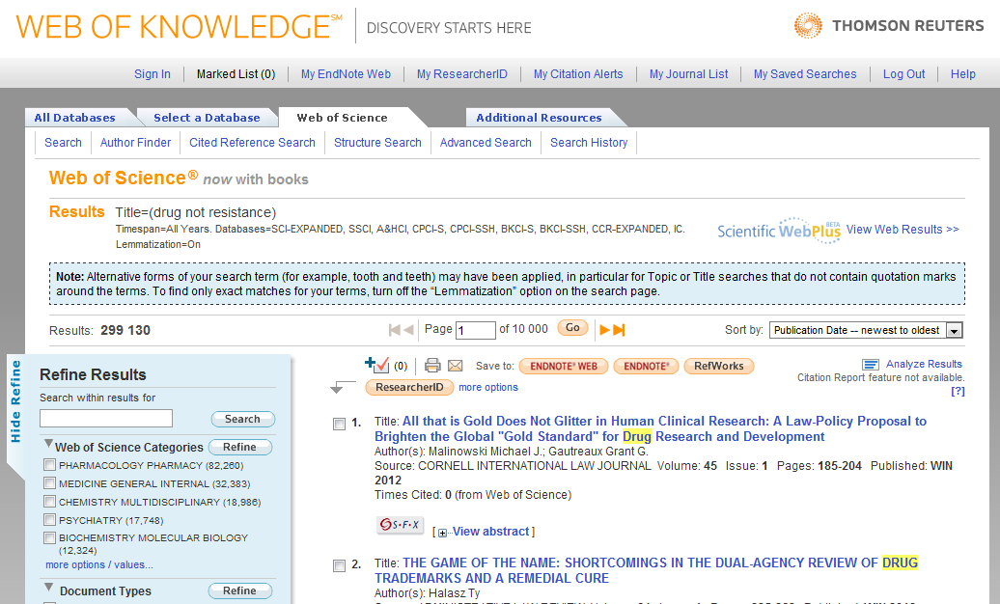 WEB OF KNOWLEDGE℠ DISCOVERY STARTS HERE THOMSON REUTERS
Sign In Marked List (0) My EndNote Web My ResearcherID My Citation Alerts My Journal List My Saved Searches Log Out Help
All Databases Select a Database Web of Science Additional Resources
Search Author Finder Cited Reference Search Structure Search Advanced Search Search History
Web of Science® now with books
Results Title=(drug not resistance)
Timespan=All Years. Databases=SCI-EXPANDED, SSCI, A&HCI, CPCI-S, CPCI-SSH, BKCI-S, BKCI-SSH, CCR-EXPANDED, IC.
Lemmatization=On
Scientific WebPlus BETA View Web Results >>
Note: Alternative forms of your search term (for example, tooth and teeth) may have been applied, in particular for Topic or Title searches that do not contain quotation marks
around the terms. To find only exact matches for your terms, turn off the “Lemmatization” option on the search page.
Results: 299 130 Page 1 of 10 000 Go Sort by: Publication Date -- newest to oldest
Hide Refine
Refine Results
Search within results for
Search
Web of Science Categories Refine
PHARMACOLOGY PHARMACY (82,260)
MEDICINE GENERAL INTERNAL (32,383)
CHEMISTRY MULTIDISCIPLINARY (18,986)
PSYCHIATRY (17,748)
BIOCHEMISTRY MOLECULAR BIOLOGY
(12,324)
more options / values...
Document Types Refine
(0) Save to: ENDNOTE® WEB ENDNOTE® RefWorks
ResearcherID more options
Analyze Results
Citation Report feature not available.
[?]
1. Title: All that is Gold Does Not Glitter in Human Clinical Research: A Law-Policy Proposal to
Brighten the Global "Gold Standard" for Drug Research and Development
Author(s): Malinowski Michael J.; Gautreaux Grant G.
Source: CORNELL INTERNATIONAL LAW JOURNAL Volume: 45 Issue: 1 Pages: 185-204 Published: WIN
2012
Times Cited: 0 (from Web of Science)
S·F·X [ View abstract ]
2. Title: THE GAME OF THE NAME: SHORTCOMINGS IN THE DUAL-AGENCY REVIEW OF DRUG
TRADEMARKS AND A REMEDIAL CURE
Author(s): Halasz Ty